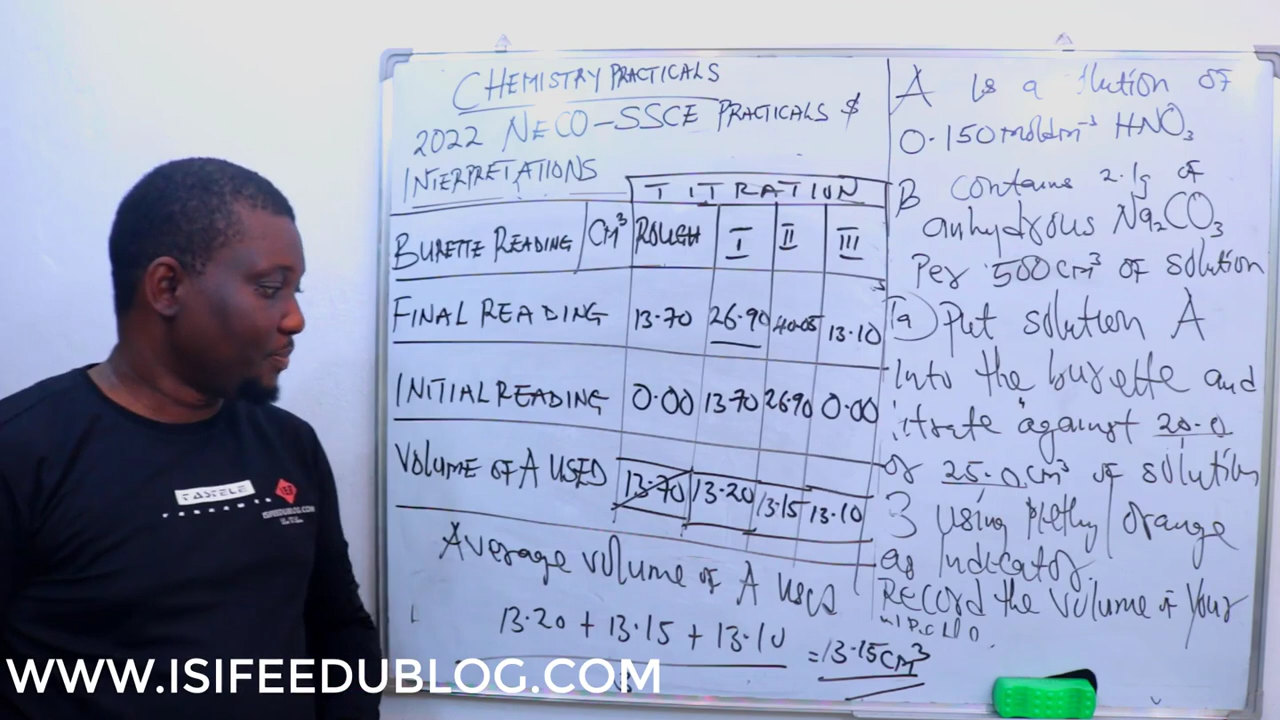 CHEMISTRY PRACTICALS
2022 NECO-SSCE PRACTICALS $
INTERPRETATIONS
TITRATION
BURETTE READING CM³ ROUGH I II III
FINAL READING 13.70 26.90 40.05 13.10
INITIAL READING 0.00 13.70 26.90 0.00
VOLUME OF A USED 13.70 13.20 13.15 13.10
Average volume of A used
13.20 + 13.15 + 13.10 = 13.15cm³
3
A is a solution of
0.150moldm⁻³ HNO₃
B contains 2.1g of
anhydrous Na₂CO₃
Per 500cm³ of solution
1a) Put solution A
Into the burette and
titrate against 20.0
or 25.0cm³ of solution
B using Methyl orange
as indicator.
Record the volume of your
TASTELE
ISIFEEDUBLOG.COM
WWW.ISIFEEDUBLOG.COM